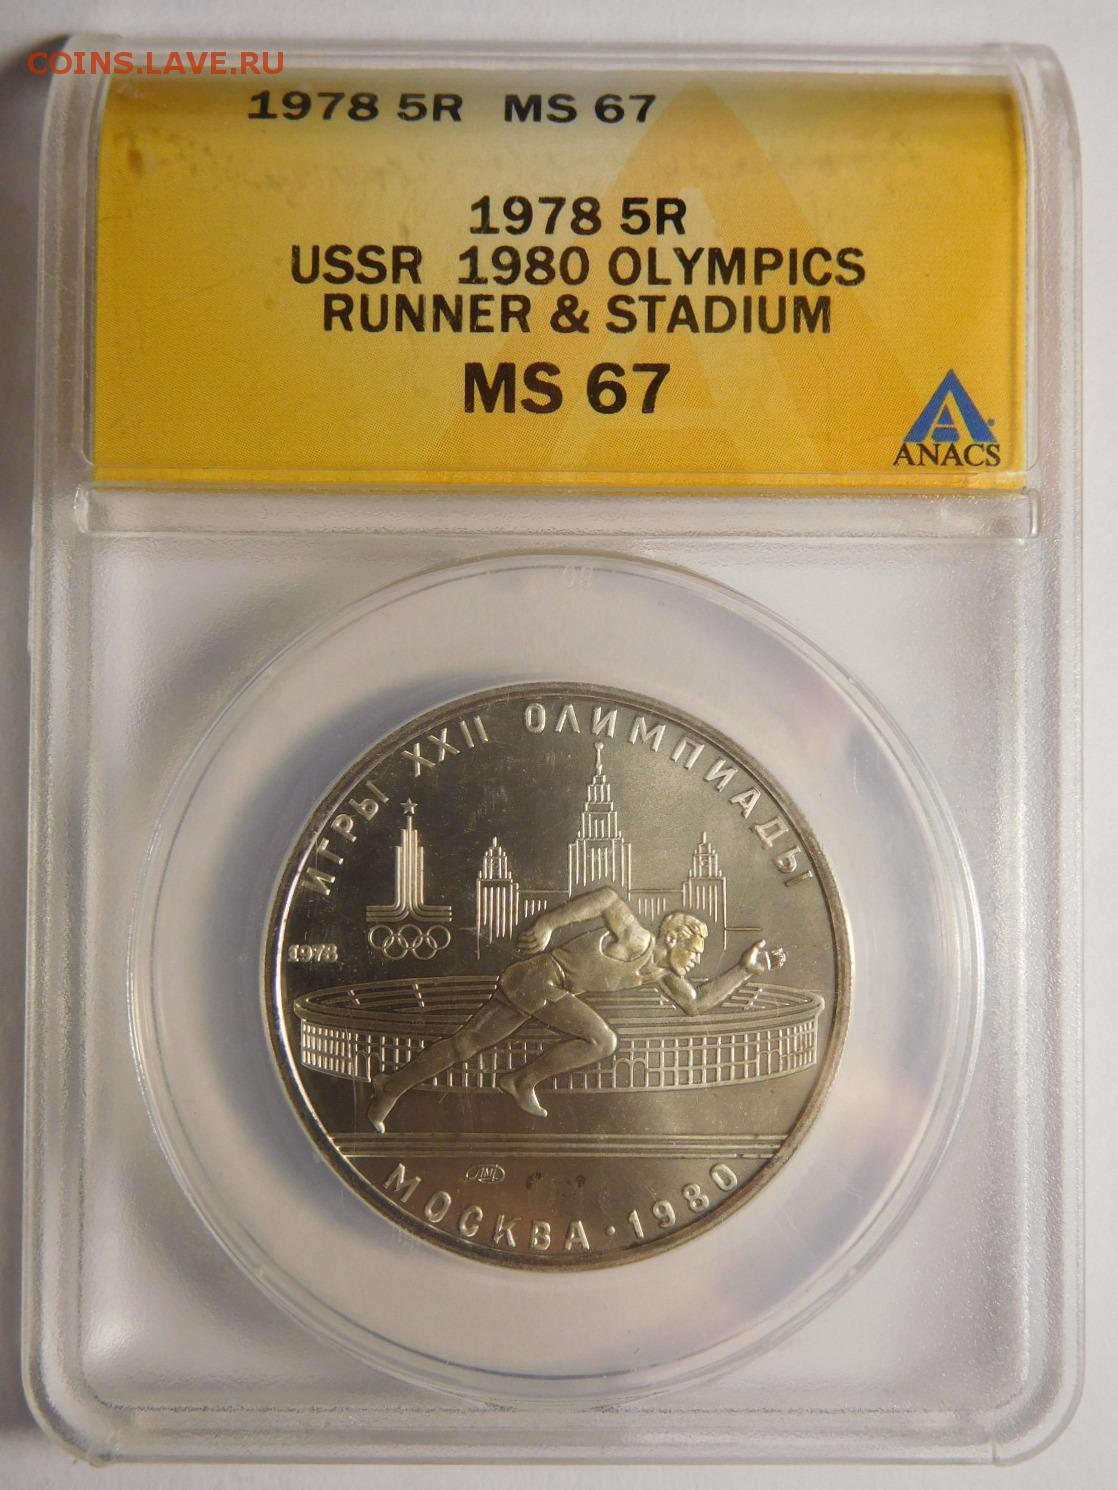 COINS.LAVE.RU
1978 5R MS 67
1978 5R
USSR 1980 OLYMPICS
RUNNER & STADIUM
MS 67
ANACS
ИГРЫ XXII ОЛИМПИАДЫ
1978
ЛМД
МОСКВА · 1980